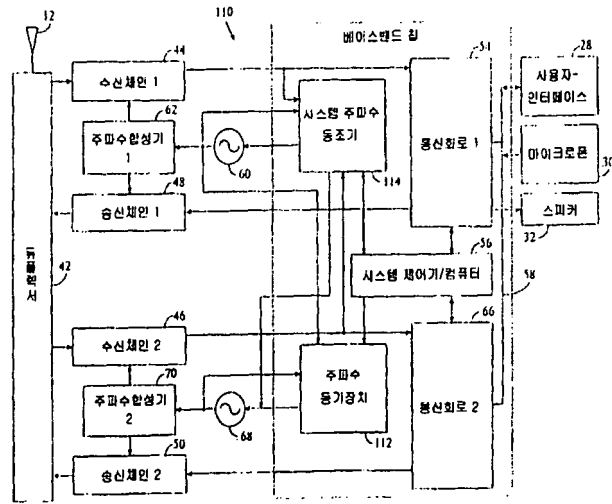 12
110
베이스밴드 칩
44
수신체인 1
54
통신회로 1
28
사용자-
인터페이스
62
주파수합성기
1
60
시스템 주파수
동조기
114
마이크로폰
30
48
송신체인 1
스피커
32
듀플렉서
42
56
시스템 제어기/컴퓨터
58
46
수신체인 2
66
통신회로 2
70
주파수합성기
2
68
주파수
동기장치
112
50
송신체인 2